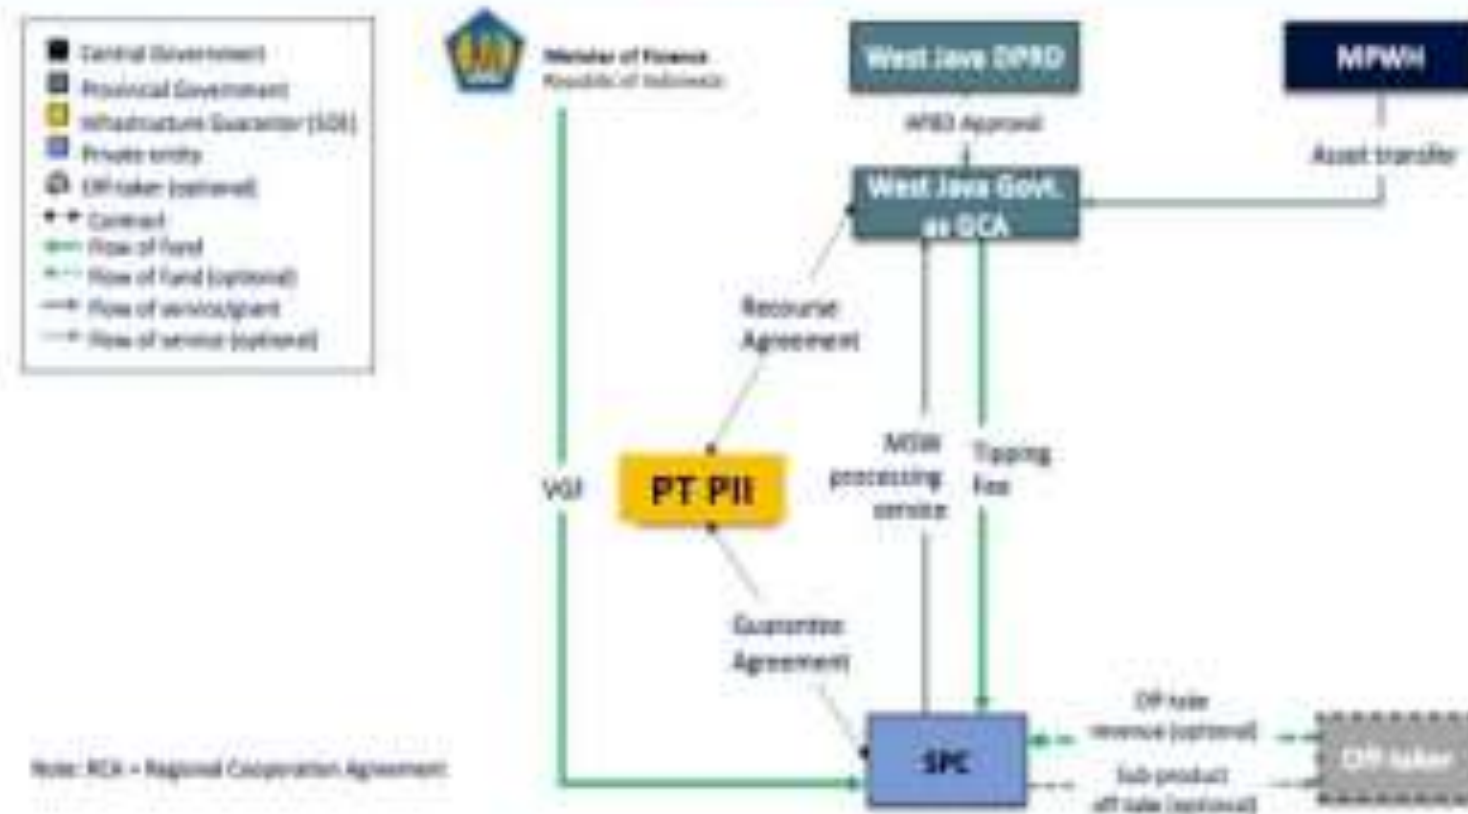 Central Government
Provincial Government
Infrastructure Guarantor (SOE)
Private entity
Off-taker (optional)
Contract
Flow of fund
Flow of fund (optional)
Flow of service/grant
Flow of service (optional)
Minister of Finance
Republic of Indonesia
West Java DPRD
MPWH
APBD Approval
Asset transfer
West Java Govt.
as GCA
Recourse
Agreement
MSW
processing
service
Tipping
Fee
VGF
PT PII
Guarantee
Agreement
Off-take
revenue (optional)
SPC
Off-taker
Sub product
off-take (optional)
Note: RCA = Regional Cooperation Agreement